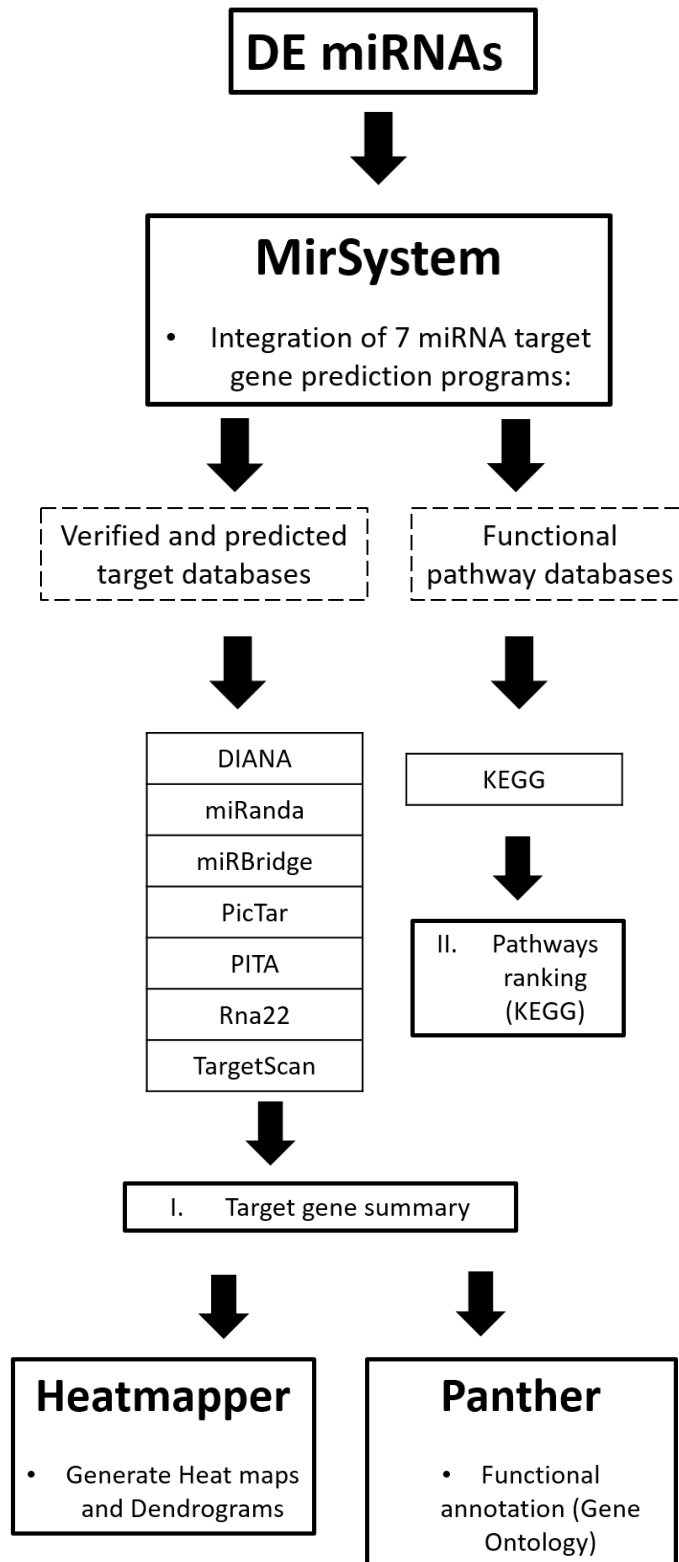 DE miRNAs
MirSystem
• Integration of 7 miRNA target
gene prediction programs:
Verified and predicted
target databases
Functional
pathway databases
DIANA
miRanda
miRBridge
PicTar
PITA
Rna22
TargetScan
KEGG
II. Pathways
ranking
(KEGG)
I. Target gene summary
Heatmapper
• Generate Heat maps
and Dendrograms
Panther
• Functional
annotation (Gene
Ontology)